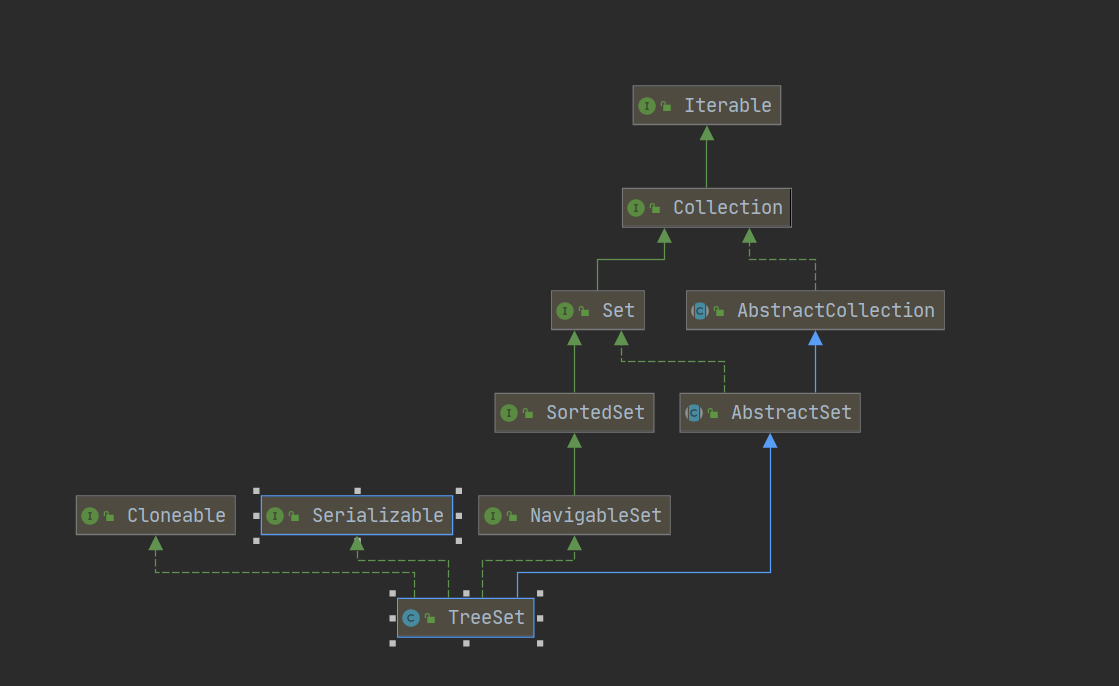 I Iterable
I Collection
I Set
C AbstractCollection
I SortedSet
C AbstractSet
I Cloneable
I Serializable
I NavigableSet
C TreeSet